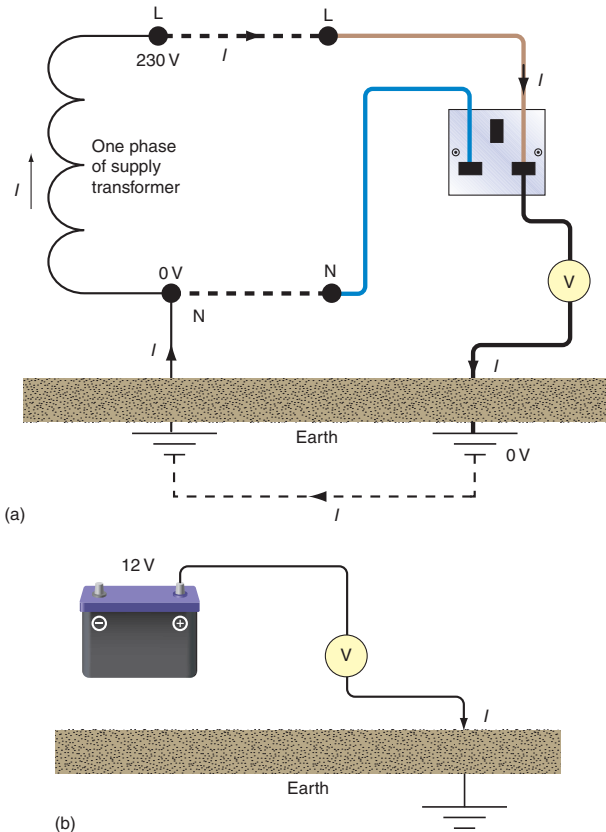 L
L
230 V
I
I
One phase
of supply
transformer
I
0 V
N
N
V
I
I
Earth
0 V
I
(a)
12 V
V
I
Earth
(b)